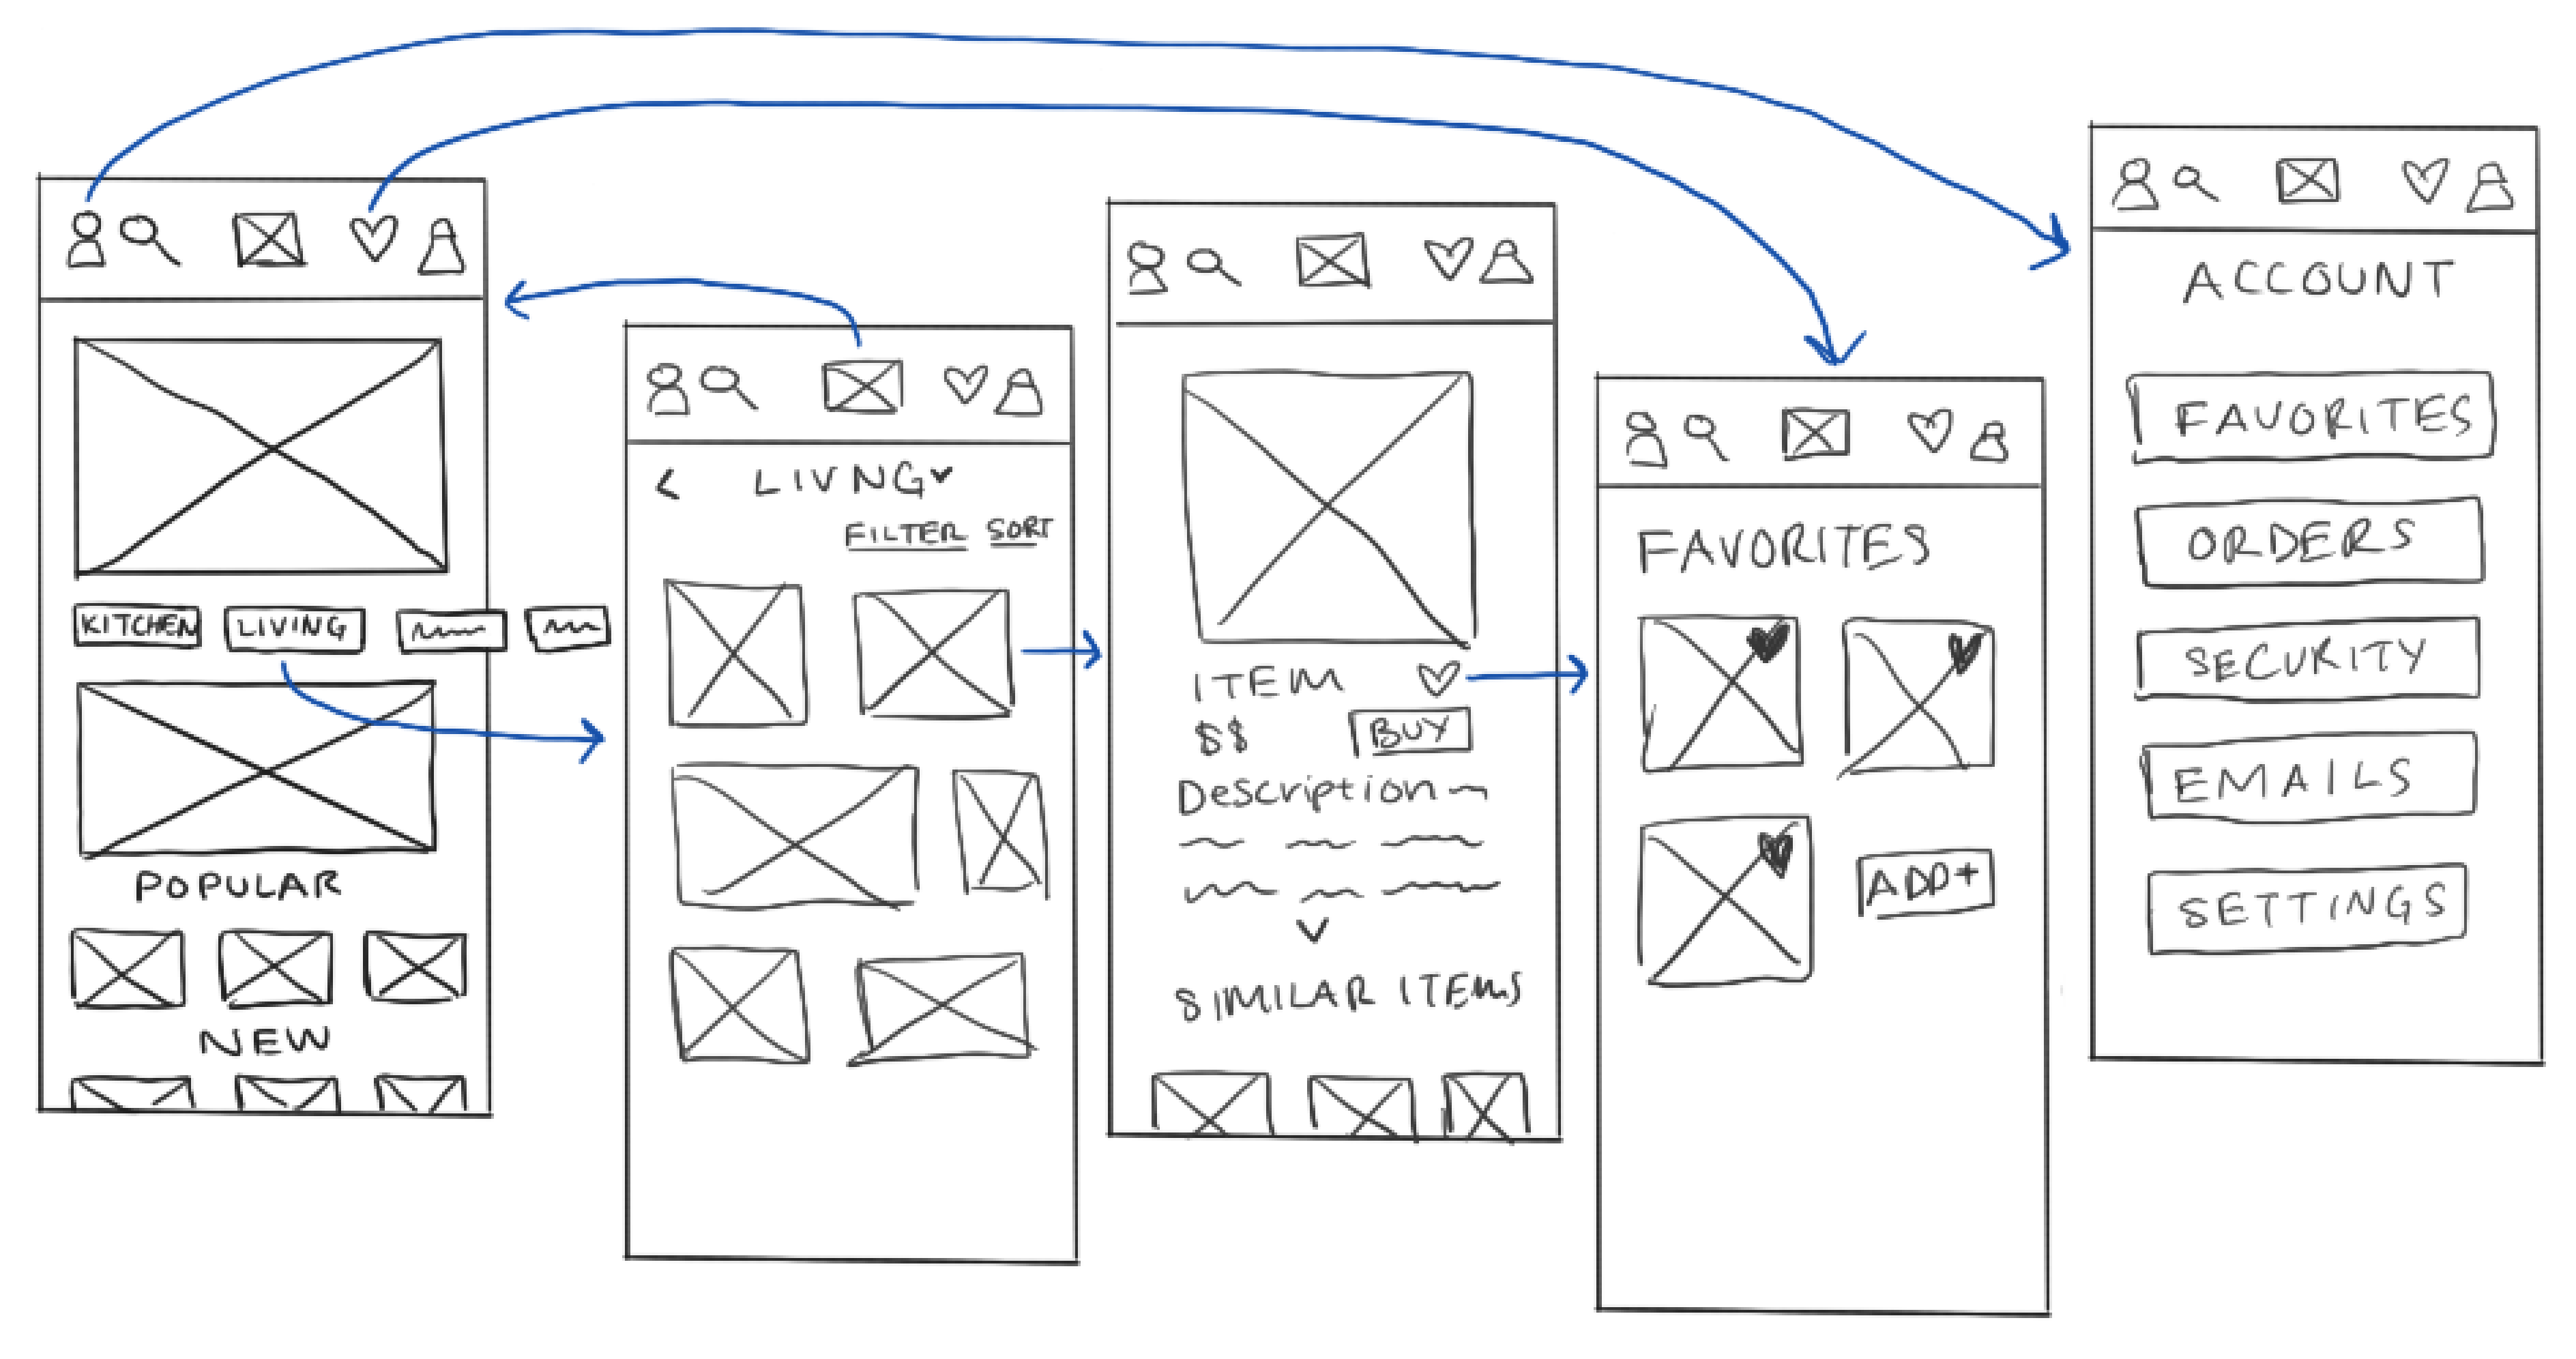 KITCHEN LIVING
POPULAR
NEW
< LIVNG
FILTER SORT
ITEM
$$ BUY
Description
SIMILAR ITEMS
FAVORITES
ADD+
ACCOUNT
FAVORITES
ORDERS
SECURITY
EMAILS
SETTINGS